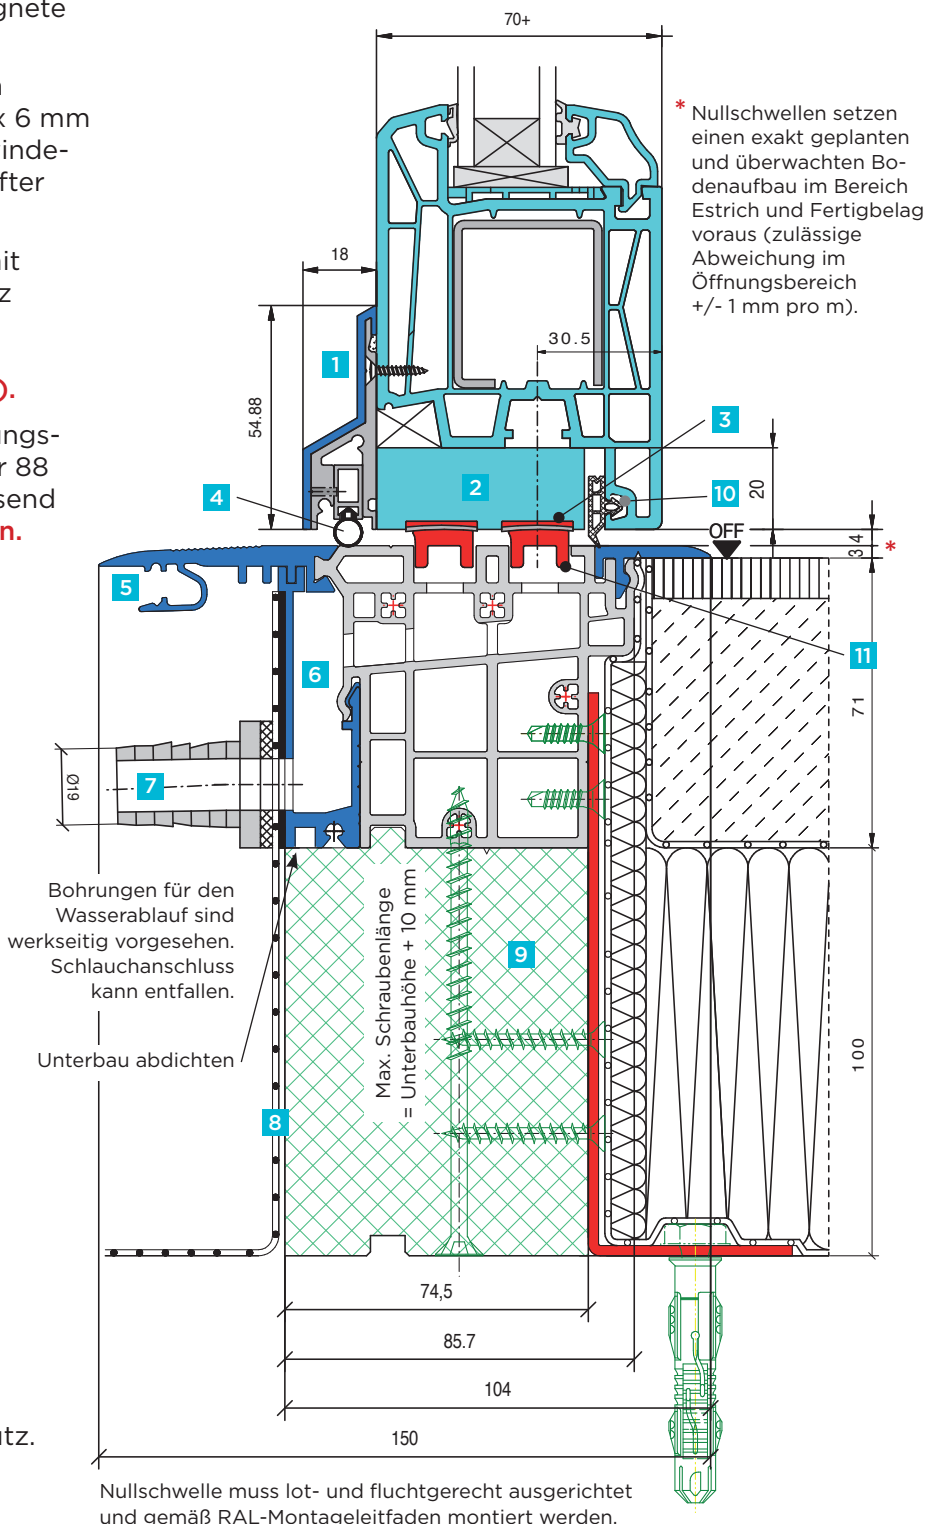 gnete
x 6 mm
inde-
fter
nit
z
).
ungs-
r 88
send
n.
70+
* Nullschwellen setzen
einen exakt geplanten
und überwachten Bo-
denaufbau im Bereich
Estrich und Fertigbelag
voraus (zulässige
Abweichung im
Öffnungsbereich
+/- 1 mm pro m).
18
30.5
1
54.88
3
2
4
10
20
OFF
3 4
*
5
11
6
71
7
Ø19
Bohrungen für den
Wasserablauf sind
werkseitig vorgesehen.
Schlauchanschluss
kann entfallen.
Max. Schraubenlänge
= Unterbauhöhe + 10 mm
9
Unterbau abdichten
100
8
74,5
85.7
104
150
utz.
Nullschwelle muss lot- und fluchtgerecht ausgerichtet
und gemäß RAL-Montageleitfaden montiert werden.